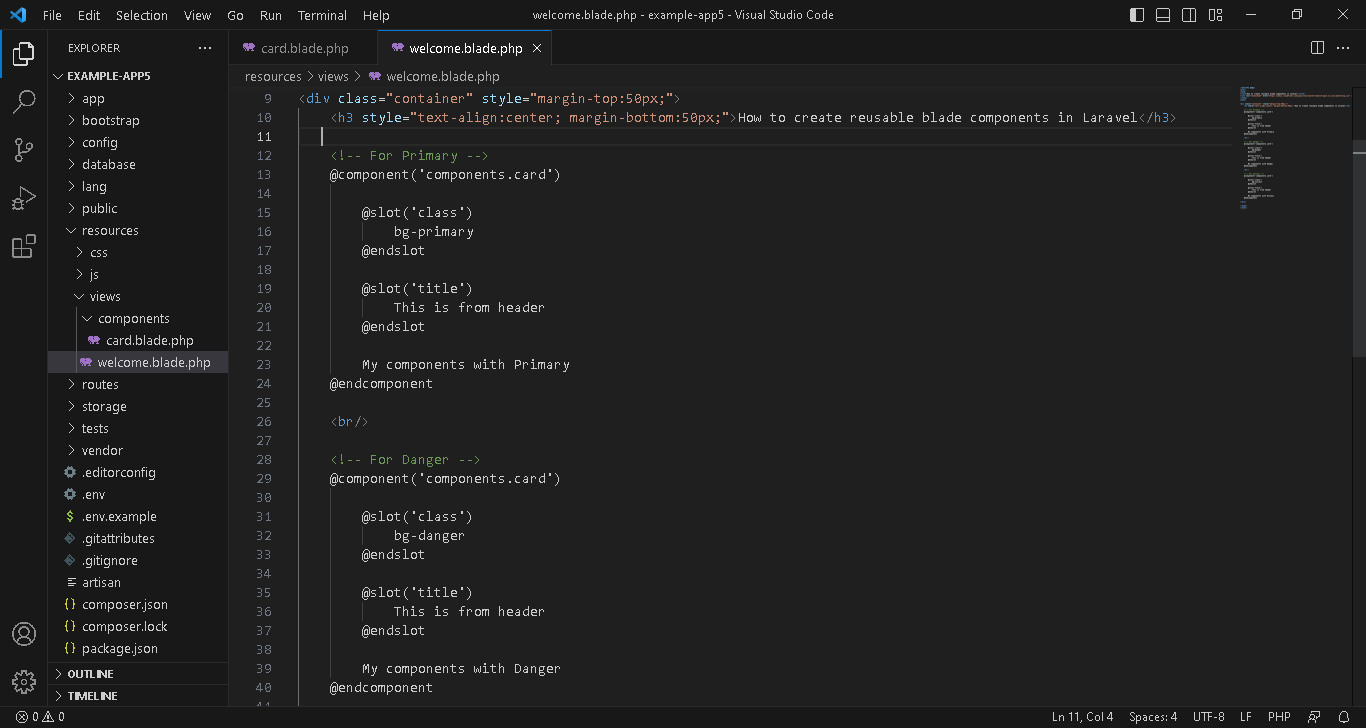 File Edit Selection View Go Run Terminal Help
welcome.blade.php - example-app5 - Visual Studio Code
EXPLORER
EXAMPLE-APP5
app
bootstrap
config
database
lang
public
resources
css
js
views
components
card.blade.php
welcome.blade.php
routes
storage
tests
vendor
.editorconfig
.env
.env.example
.gitattributes
.gitignore
artisan
composer.json
composer.lock
package.json
OUTLINE
TIMELINE
card.blade.php welcome.blade.php
resources > views > welcome.blade.php
9 <div class="container" style="margin-top:50px;">
10 <h3 style="text-align:center; margin-bottom:50px;">How to create reusable blade components in Laravel</h3>
11
12 <!-- For Primary -->
13 @component('components.card')
14
15 @slot('class')
16 bg-primary
17 @endslot
18
19 @slot('title')
20 This is from header
21 @endslot
22
23 My components with Primary
24 @endcomponent
25
26 <br/>
27
28 <!-- For Danger -->
29 @component('components.card')
30
31 @slot('class')
32 bg-danger
33 @endslot
34
35 @slot('title')
36 This is from header
37 @endslot
38
39 My components with Danger
40 @endcomponent
0 0
Ln 11, Col 4 Spaces: 4 UTF-8 LF PHP